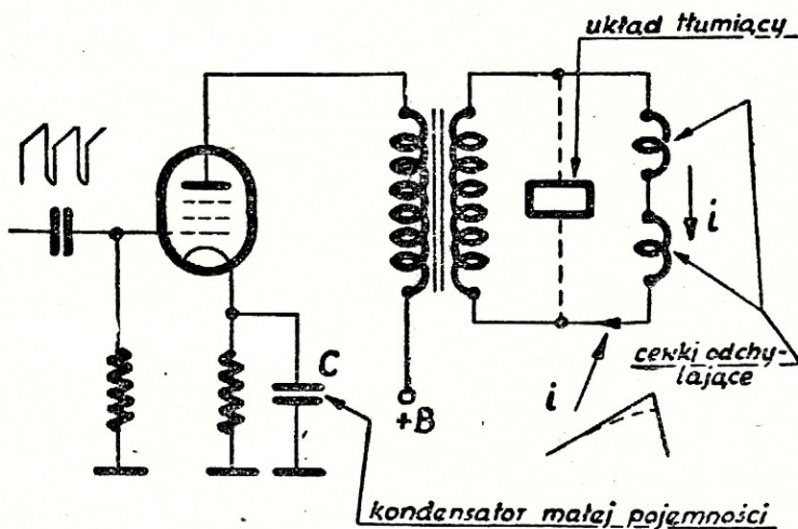 układ tłumiący
i
C
+B
i
cewki odchy-
lające
kondensator małej pojemności